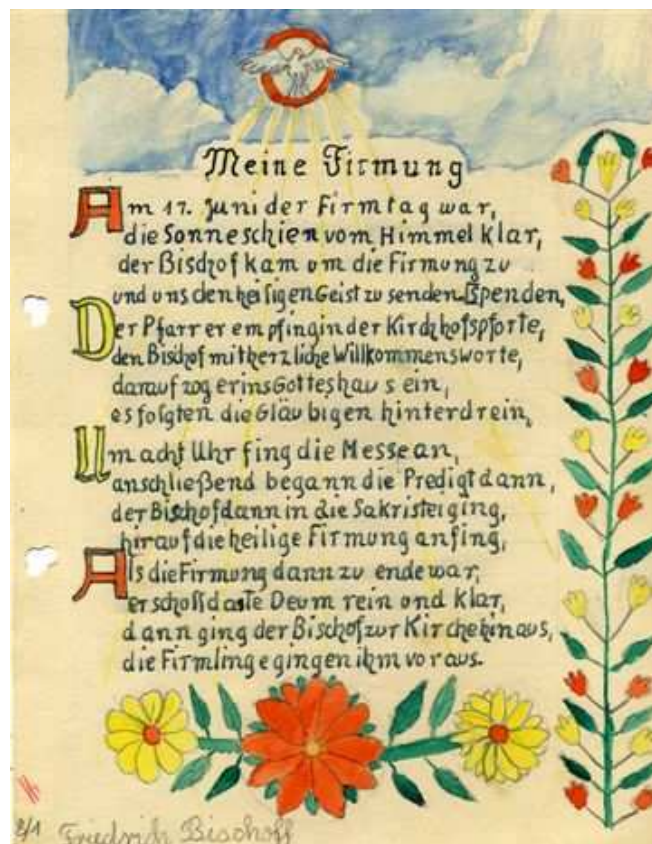 Meine Firmung
Am 17. Juni der Firmtag war,
die Sonne schien vom Himmel klar,
der Bischof kam um die Firmung zu
und uns den heiligen Geist zu senden. spenden,
Der Pfarrer empfing in der Kirchhofspforte,
den Bischof mit herzliche Willkommensworte,
darauf zog er ins Gotteshaus ein,
es folgten die Gläubigen hinterdrein,
Um acht Uhr fing die Messe an,
anschließend begann die Predigt dann,
der Bischof dann in die Sakristei ging,
hirauf die heilige Firmung anfing,
Als die Firmung dann zu ende war,
erscholl das Te Deum rein und klar,
dann ging der Bischof zur Kirche hinaus,
die Firmlinge gingen ihm voraus.
2/1 Friedrich Bischoff